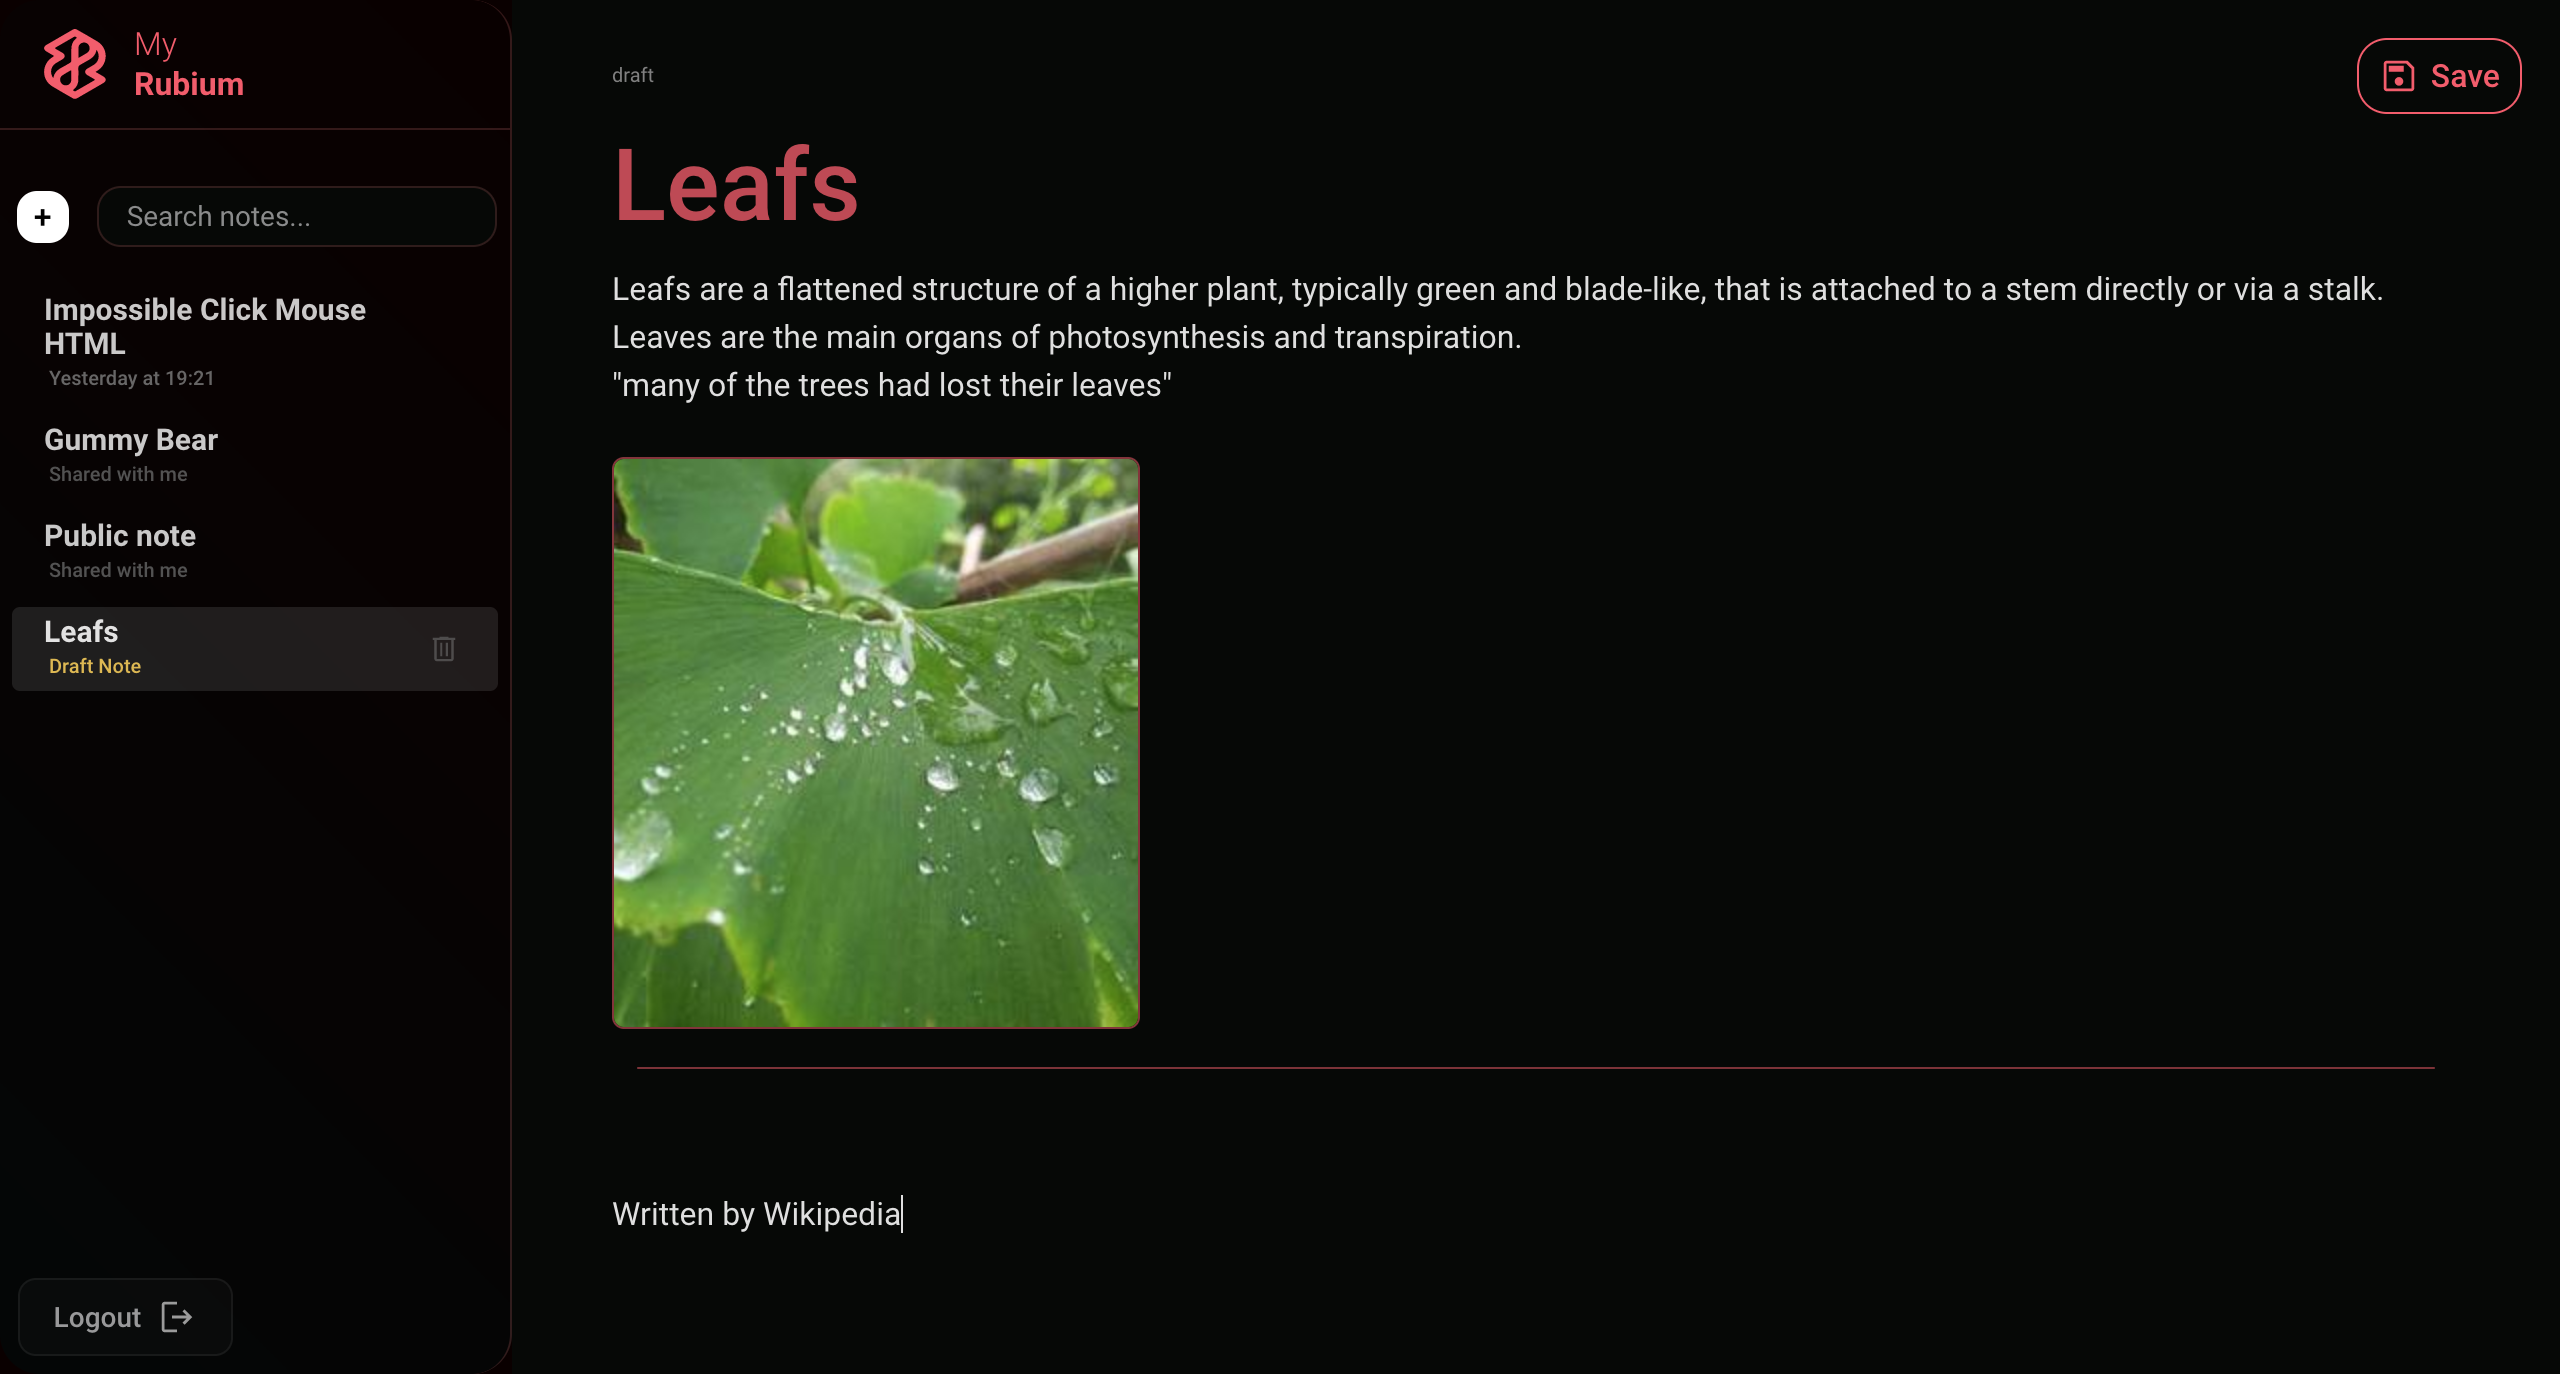 My
Rubium
+
Search notes...
Impossible Click Mouse
HTML
Yesterday at 19:21
Gummy Bear
Shared with me
Public note
Shared with me
Leafs
Draft Note
Logout
draft
Save
Leafs
Leafs are a flattened structure of a higher plant, typically green and blade-like, that is attached to a stem directly or via a stalk.
Leaves are the main organs of photosynthesis and transpiration.
"many of the trees had lost their leaves"
Written by Wikipedia